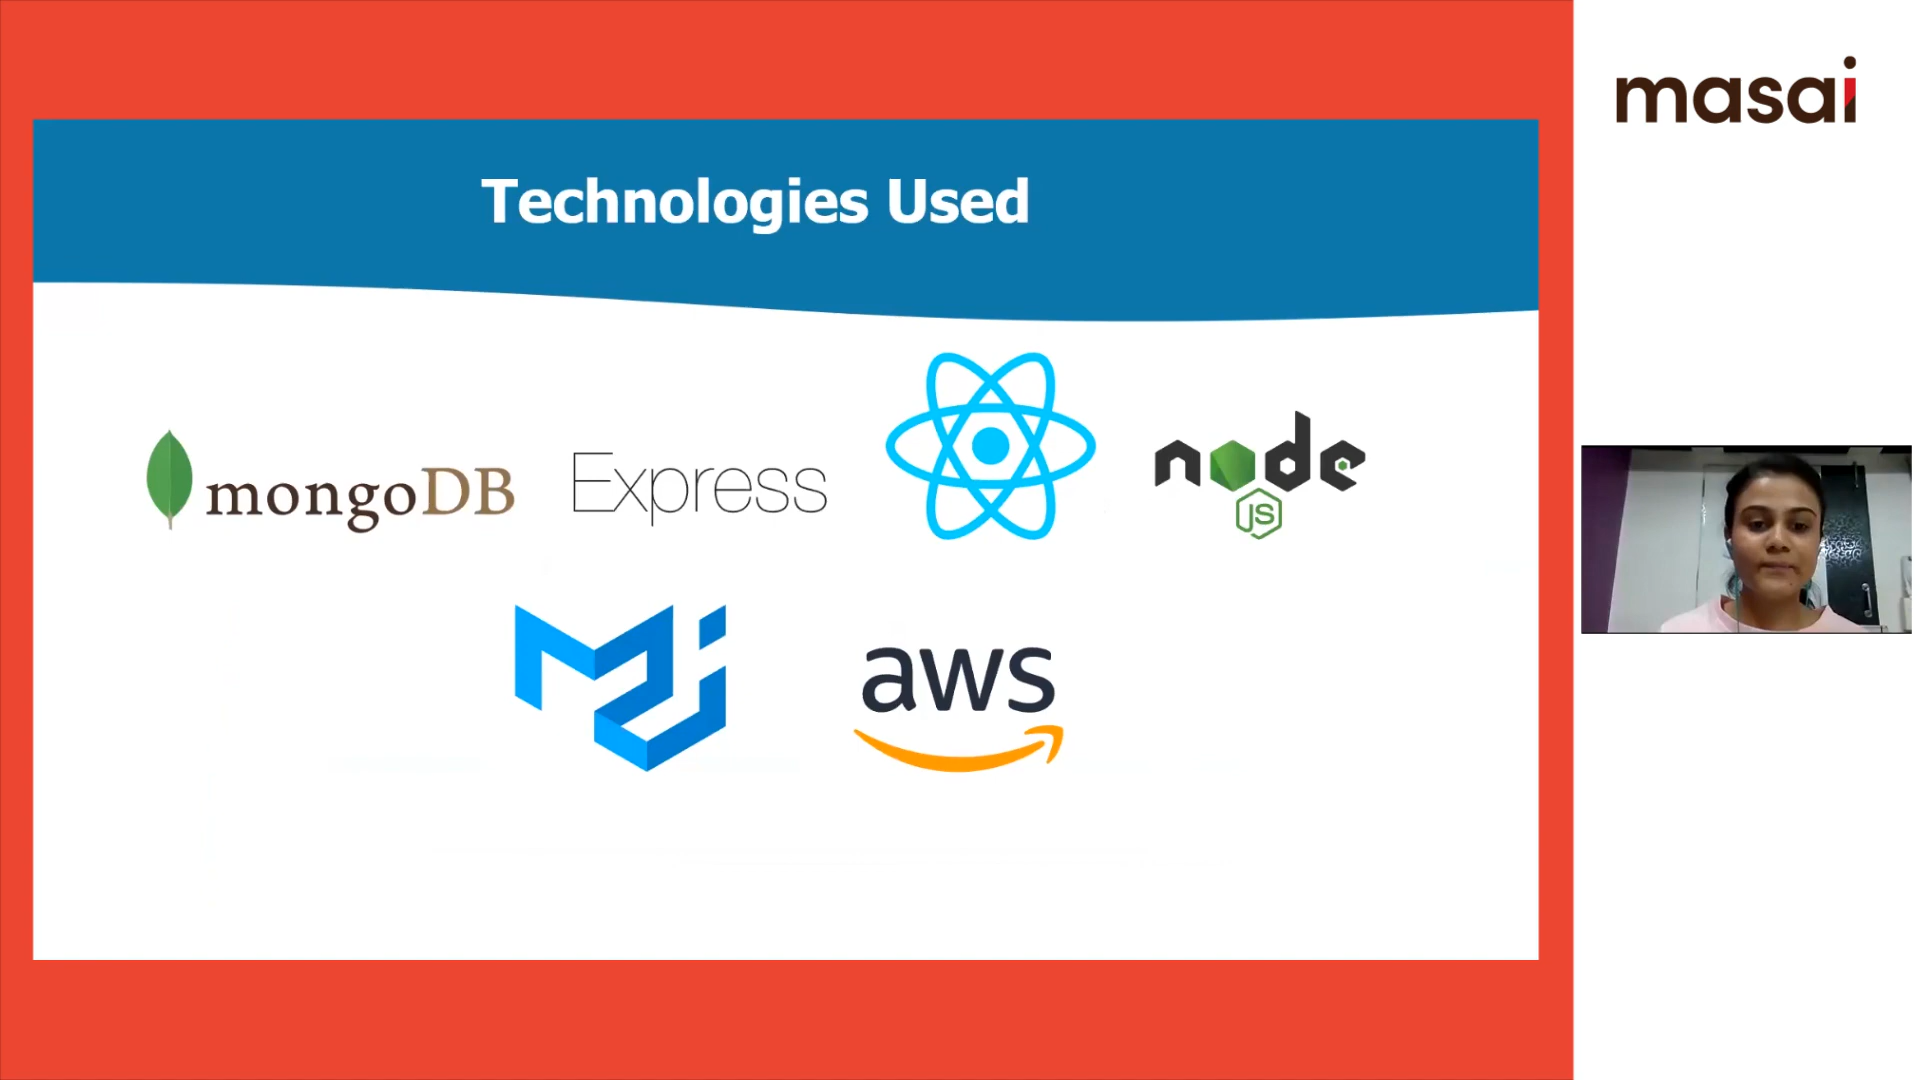 masai
Technologies Used
mongoDB
Express
node
JS
aws